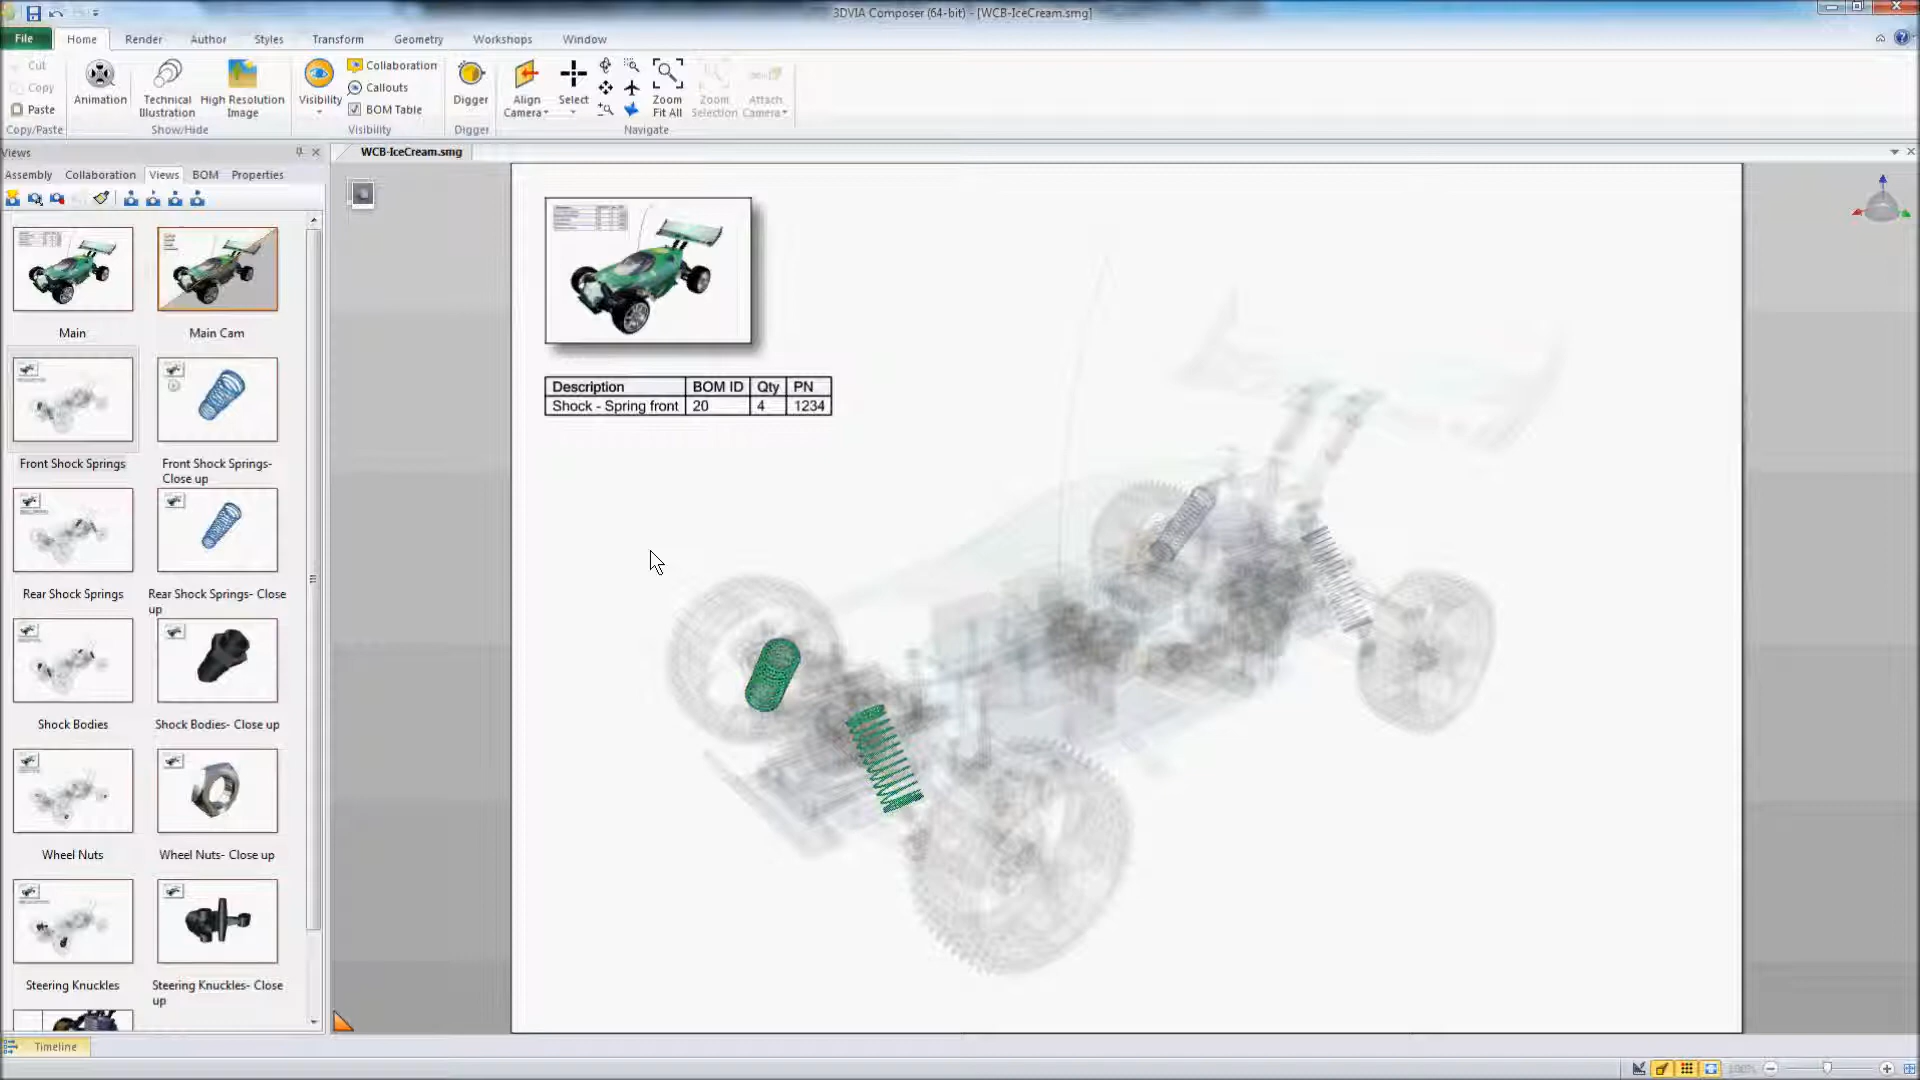 3DVIA Composer (64-bit) - [WCB-IceCream.smg]
File Home Render Author Styles Transform Geometry Workshops Window
Cut
Copy
Paste
Copy/Paste
Animation
Technical Illustration
High Resolution Image
Show/Hide
Visibility
Collaboration
Callouts
BOM Table
Visibility
Digger
Digger
Align Camera
Select
Zoom Fit All
Zoom Selection
Attach Camera
Navigate
Views
WCB-IceCream.smg
Assembly Collaboration Views BOM Properties
Main
Main Cam
Front Shock Springs
Front Shock Springs-
Close up
Rear Shock Springs
Rear Shock Springs- Close
up
Shock Bodies
Shock Bodies- Close up
Wheel Nuts
Wheel Nuts- Close up
Steering Knuckles
Steering Knuckles- Close
up
Description BOM ID Qty PN
Shock - Spring front 20 4 1234
Timeline
100%